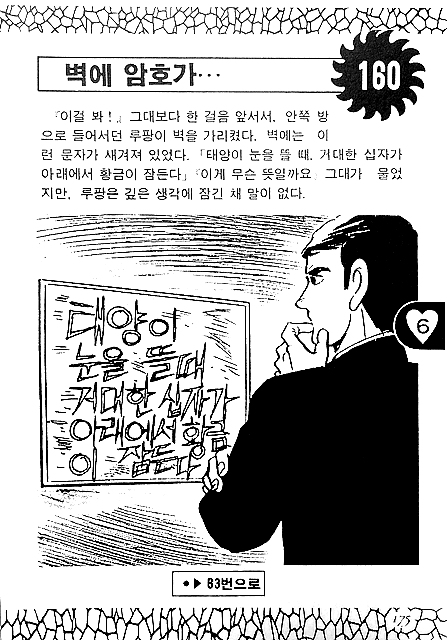 벽에 암호가…
160
『이걸 봐!』 그대보다 한 걸음 앞서서, 안쪽 방
으로 들어서던 루팡이 벽을 가리켰다. 벽에는 이
런 문자가 새겨져 있었다. 「태양이 눈을 뜰 때, 거대한 십자가
아래에서 황금이 잠든다」 『이게 무슨 뜻일까요』 그대가 물었
지만, 루팡은 깊은 생각에 잠긴 채 말이 없다.
6
태양이
눈을 뜰때
거대한 십자가
아래에서 황금
이 잠든다
●▶ 83번으로